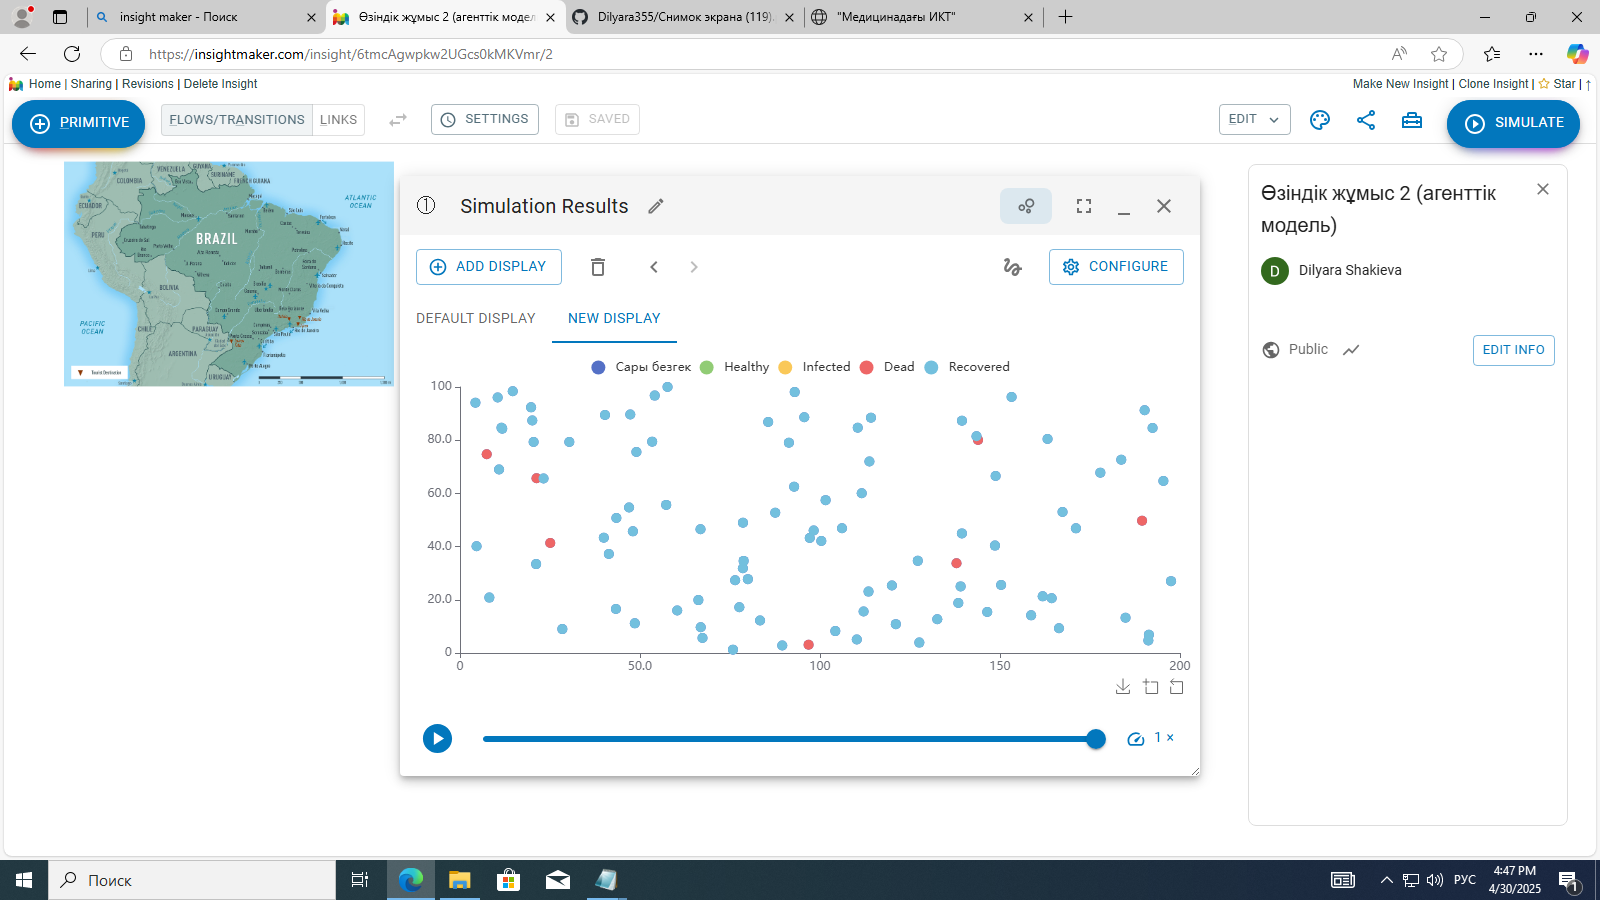 insight maker - Поиск
Өзіндік жұмыс 2 (агенттік модел
Dilyara355/Снимок экрана (119).
"Медицинадағы ИКТ"
https://insightmaker.com/insight/6tmcAgwpkw2UGcs0kMKVmr/2
Home | Sharing | Revisions | Delete Insight
Make New Insight | Clone Insight | Star | ↑
PRIMITIVE
FLOWS/TRANSITIONS
LINKS
SETTINGS
SAVED
EDIT
SIMULATE
VENEZUELA
GUYANA
SURINAME
FRENCH GUIANA
COLOMBIA
ECUADOR
ATLANTIC
OCEAN
PERU
BRAZIL
BOLIVIA
PACIFIC
OCEAN
CHILE
PARAGUAY
ARGENTINA
URUGUAY
Tourist Destination
① Simulation Results
ADD DISPLAY
CONFIGURE
DEFAULT DISPLAY
NEW DISPLAY
Сары безгек
Healthy
Infected
Dead
Recovered
100
80.0
60.0
40.0
20.0
0
0
50.0
100
150
200
1 ×
Өзіндік жұмыс 2 (агенттік
модель)
D
Dilyara Shakieva
Public
EDIT INFO
Поиск
РУС
4:47 PM
4/30/2025
1